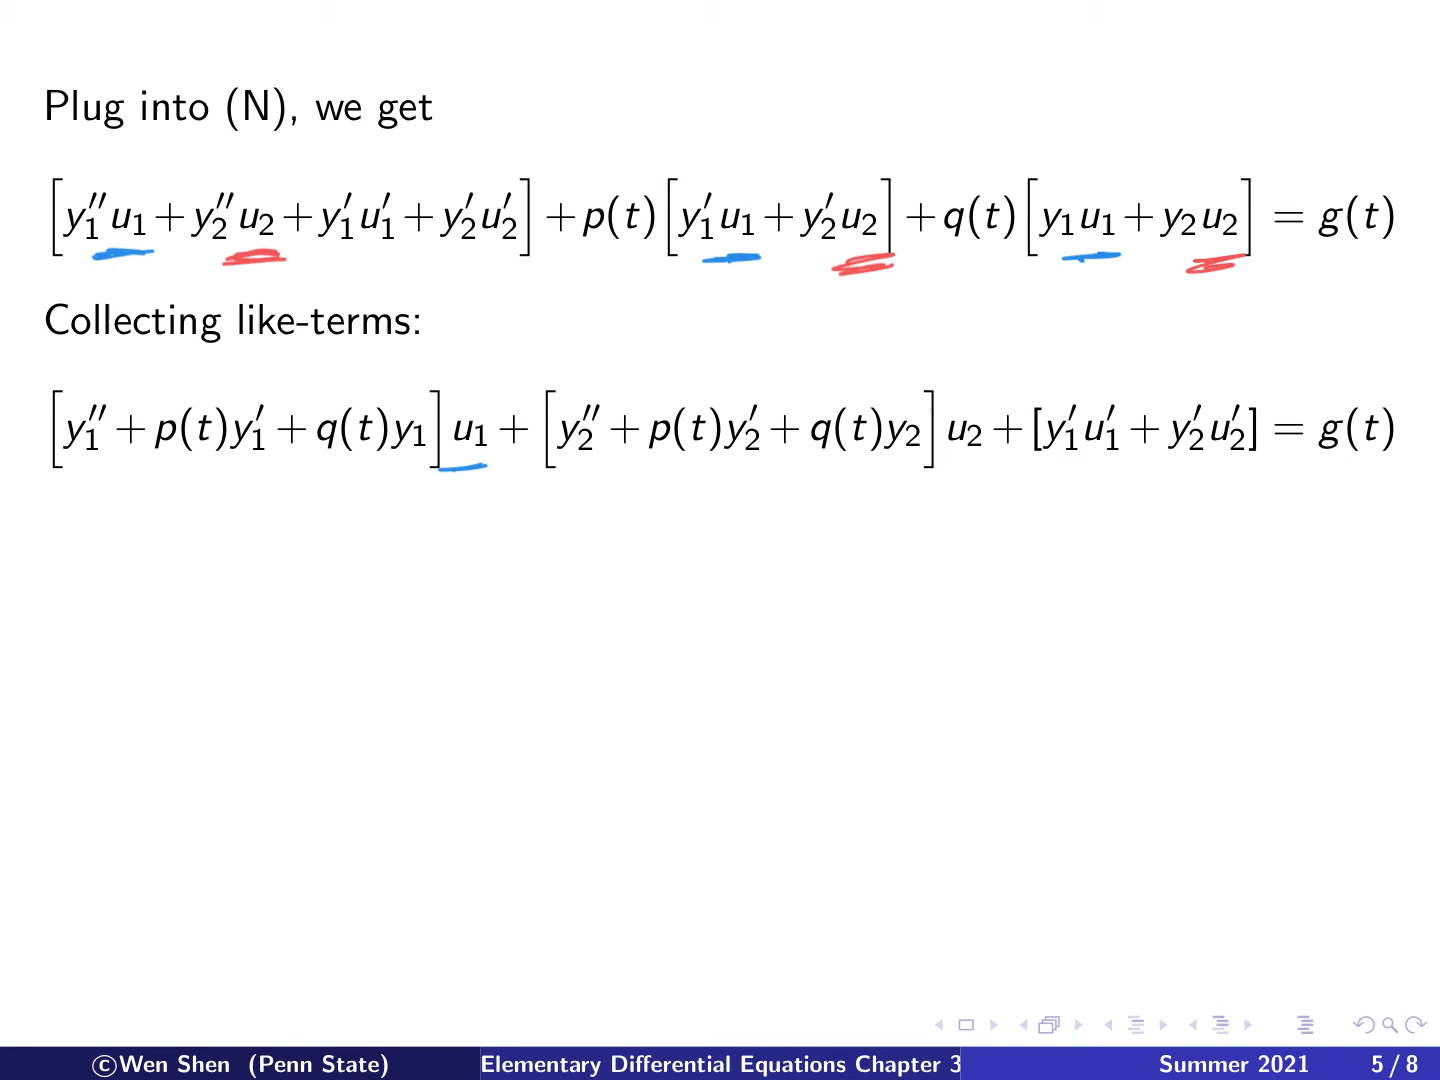 Plug into (N), we get
[y₁″u₁ + y₂″u₂ + y₁′u₁′ + y₂′u₂′] + p(t)[y₁′u₁ + y₂′u₂] + q(t)[y₁u₁ + y₂u₂] = g(t)
Collecting like-terms:
[y₁″ + p(t)y₁′ + q(t)y₁]u₁ + [y₂″ + p(t)y₂′ + q(t)y₂]u₂ + [y₁′u₁′ + y₂′u₂′] = g(t)
©Wen Shen (Penn State) Elementary Differential Equations Chapter 3 Summer 2021 5 / 8